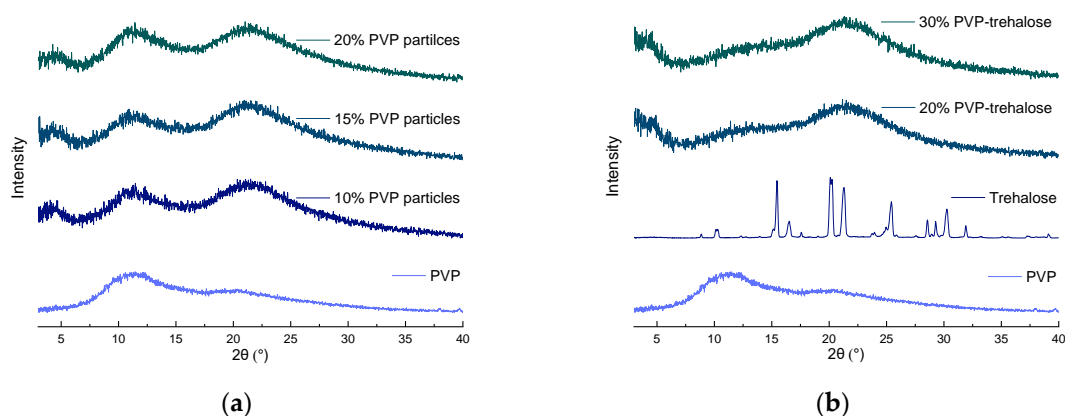 20% PVP partilces
15% PVP particles
10% PVP particles
PVP
Intensity
5 10 15 20 25 30 35 40
2θ (°)
(a)
30% PVP-trehalose
20% PVP-trehalose
Trehalose
PVP
Intensity
5 10 15 20 25 30 35 40
2θ (°)
(b)